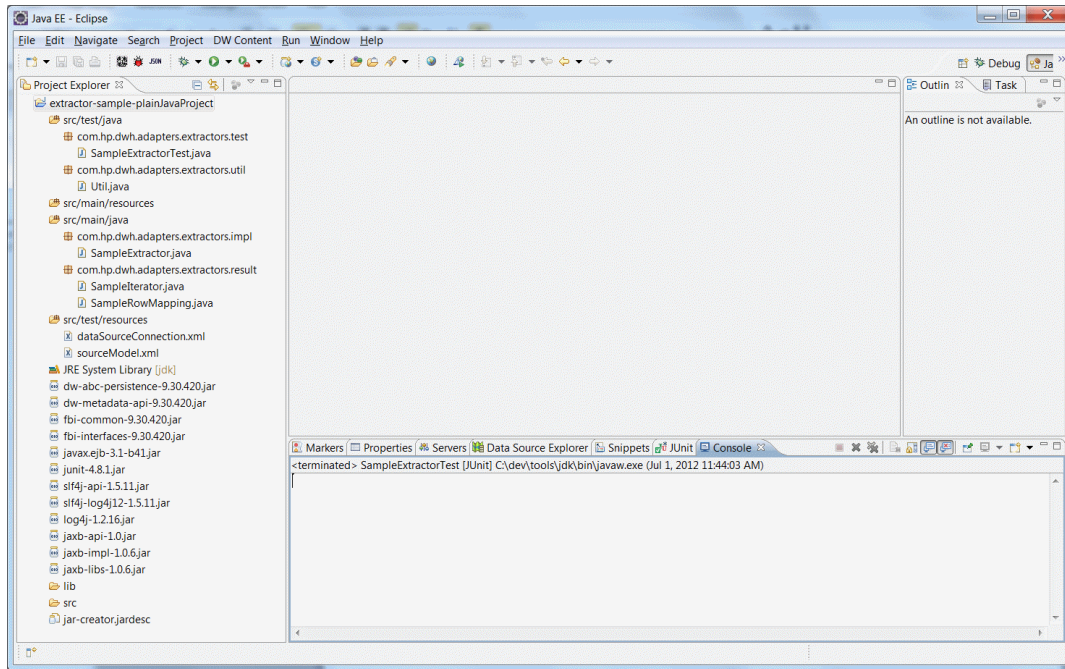 Java EE - Eclipse
File Edit Navigate Search Project DW Content Run Window Help
Debug Ja
Project Explorer
Outlin Task
extractor-sample-plainJavaProject
src/test/java
An outline is not available.
com.hp.dwh.adapters.extractors.test
SampleExtractorTest.java
com.hp.dwh.adapters.extractors.util
Util.java
src/main/resources
src/main/java
com.hp.dwh.adapters.extractors.impl
SampleExtractor.java
com.hp.dwh.adapters.extractors.result
SampleIterator.java
SampleRowMapping.java
src/test/resources
dataSourceConnection.xml
sourceModel.xml
JRE System Library [jdk]
dw-abc-persistence-9.30.420.jar
dw-metadata-api-9.30.420.jar
fbi-common-9.30.420.jar
fbi-interfaces-9.30.420.jar
javax.ejb-3.1-b41.jar
junit-4.8.1.jar
slf4j-api-1.5.11.jar
slf4j-log4j12-1.5.11.jar
log4j-1.2.16.jar
jaxb-api-1.0.jar
jaxb-impl-1.0.6.jar
jaxb-libs-1.0.6.jar
lib
src
jar-creator.jardesc
Markers Properties Servers Data Source Explorer Snippets JUnit Console
<terminated> SampleExtractorTest [JUnit] C:\dev\tools\jdk\bin\javaw.exe (Jul 1, 2012 11:44:03 AM)